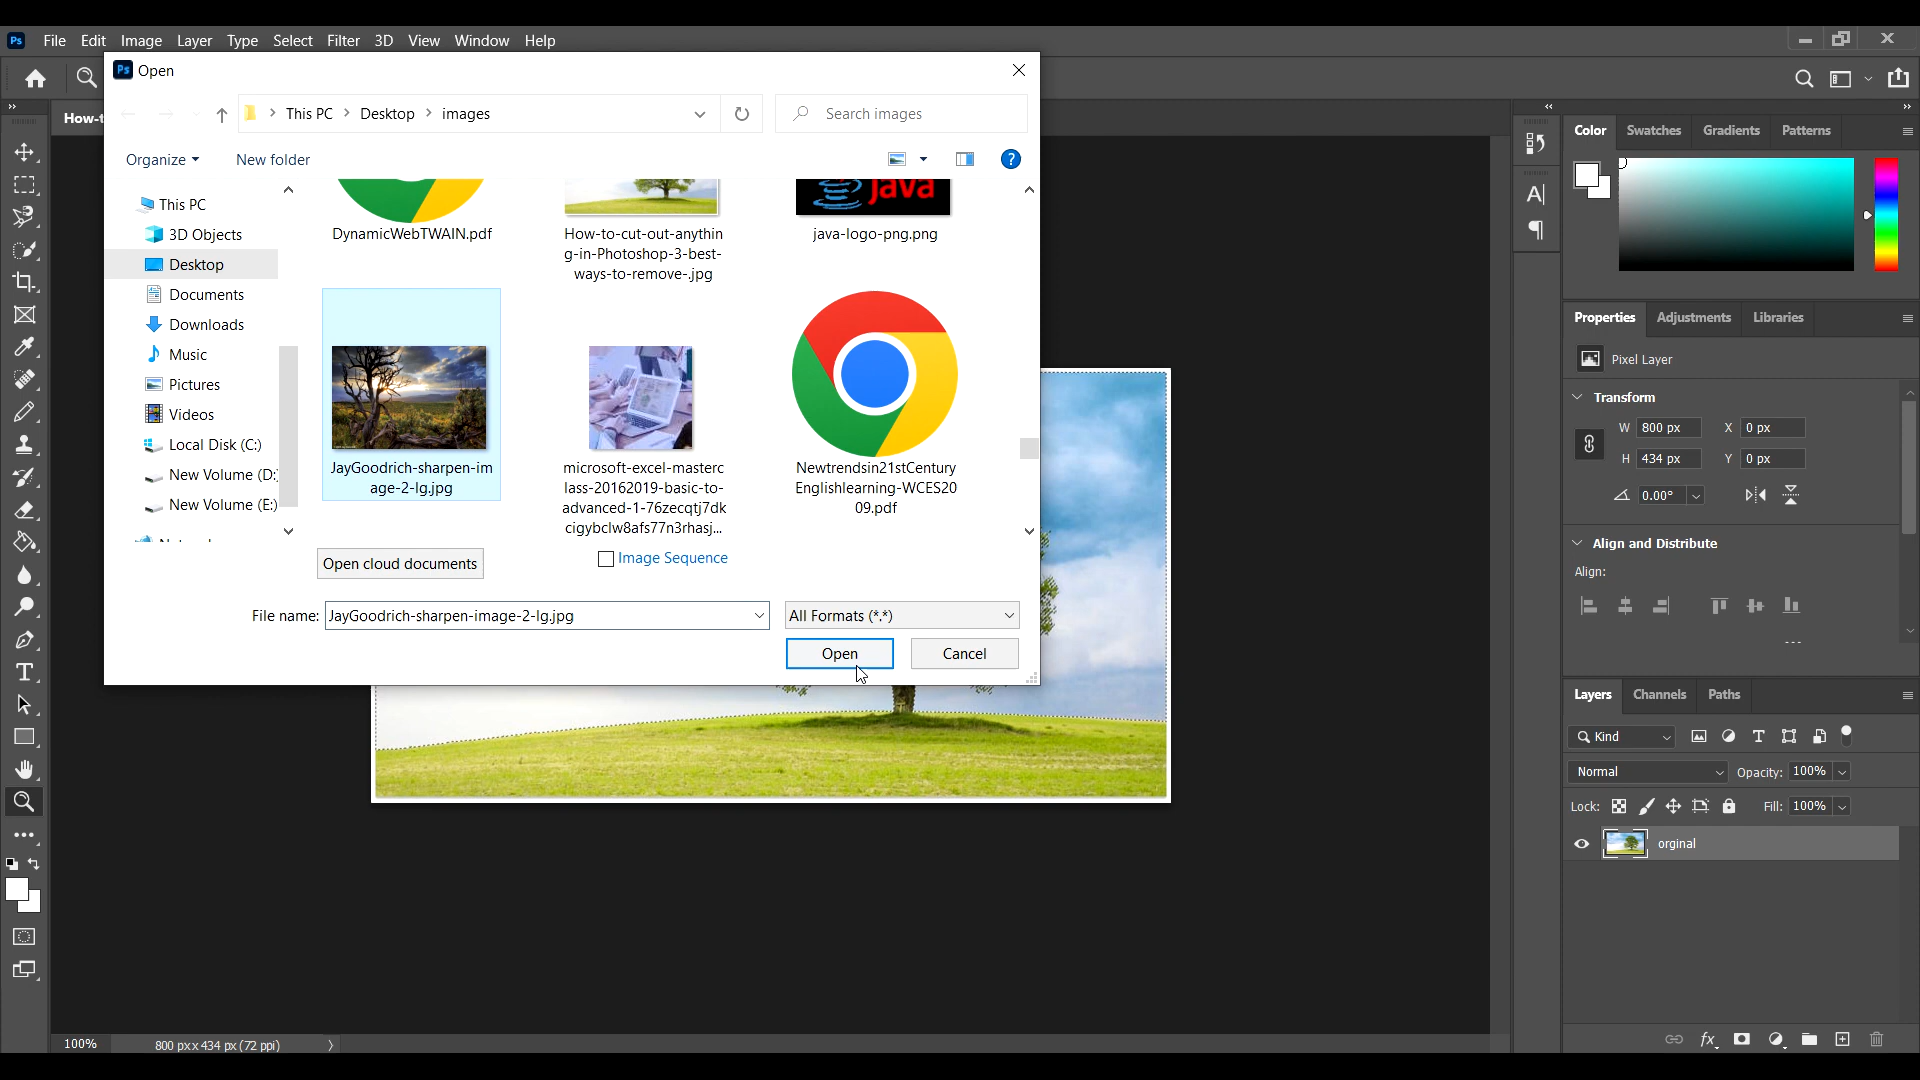 Ps File Edit Image Layer Type Select Filter 3D View Window Help
Ps Open
This PC > Desktop > images
Search images
Organize
New folder
How-t
This PC
3D Objects
Desktop
Documents
Downloads
Music
Pictures
Videos
Local Disk (C:)
New Volume (D:)
New Volume (E:)
Java
DynamicWebTWAIN.pdf
How-to-cut-out-anythin
g-in-Photoshop-3-best-
ways-to-remove-.jpg
java-logo-png.png
JayGoodrich-sharpen-im
age-2-lg.jpg
microsoft-excel-masterc
lass-20162019-basic-to-
advanced-1-76zecqtj7dk
cigybclw8afs77n3rhasj...
Newtrendsin21stCentury
Englishlearning-WCES20
09.pdf
Open cloud documents
Image Sequence
File name: JayGoodrich-sharpen-image-2-lg.jpg
All Formats (*.*)
Open
Cancel
Color Swatches Gradients Patterns
Properties Adjustments Libraries
Pixel Layer
Transform
W 800 px X 0 px
H 434 px Y 0 px
0.00°
Align and Distribute
Align:
Layers Channels Paths
Kind
Normal
Opacity: 100%
Lock:
Fill: 100%
orginal
100%
800 px x 434 px (72 ppi)